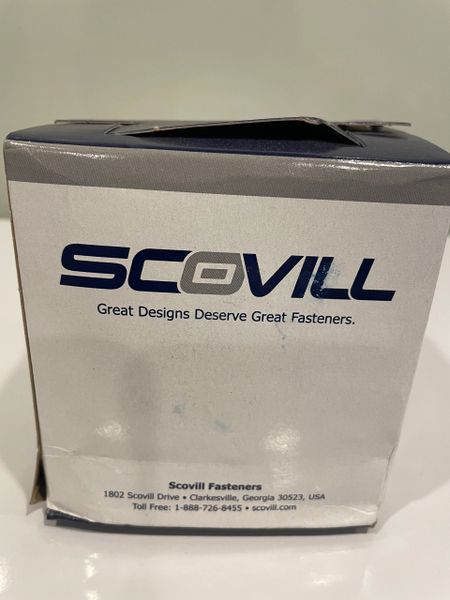 SCOVILL
Great Designs Deserve Great Fasteners.
Scovill Fasteners
1802 Scovill Drive • Clarkesville, Georgia 30523, USA
Toll Free: 1-888-726-8455 • scovill.com